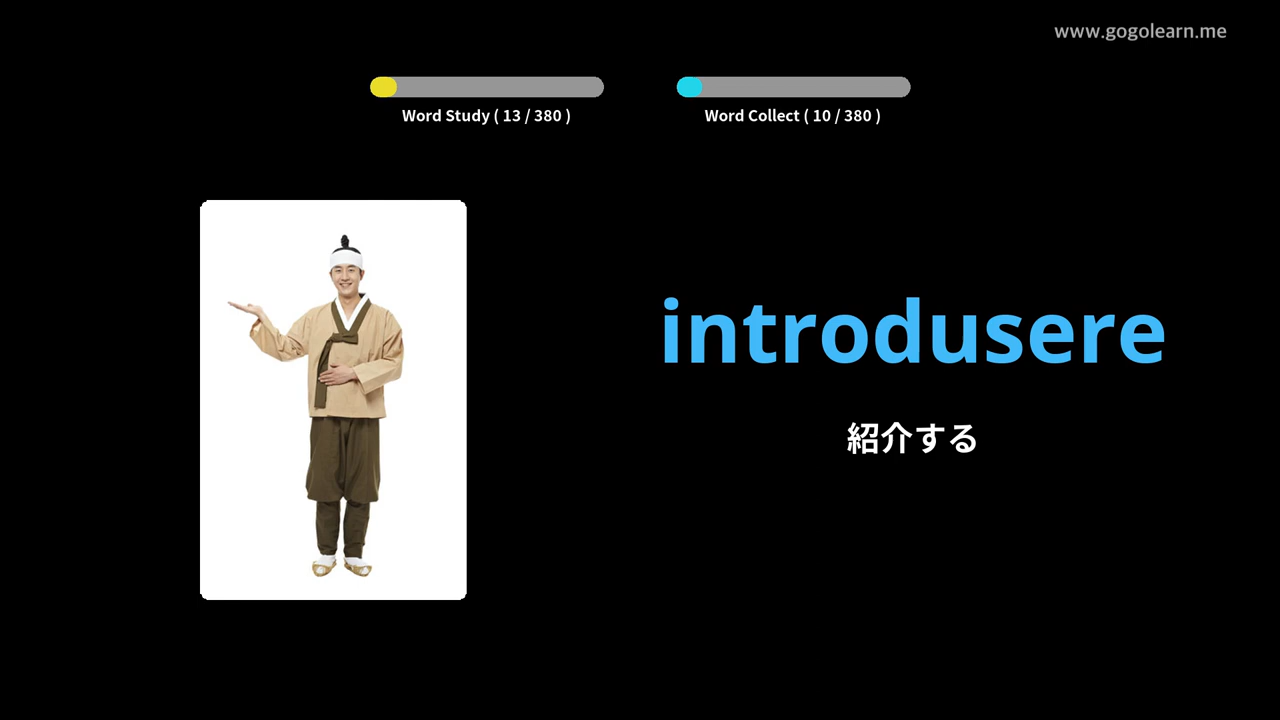 www.gogolearn.me
Word Study ( 13 / 380 )
Word Collect ( 10 / 380 )
introdusere
紹介する